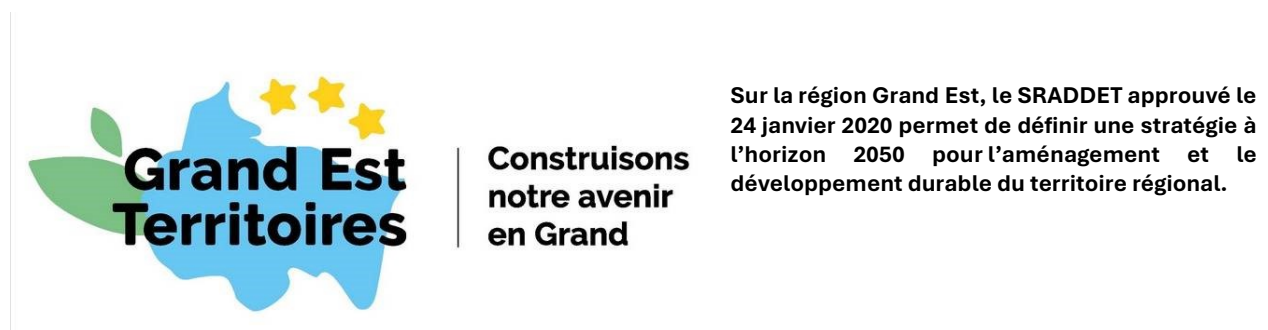 Grand Est
Territoires
Construisons
notre avenir
en Grand
Sur la région Grand Est, le SRADDET approuvé le
24 janvier 2020 permet de définir une stratégie à
l’horizon 2050 pour l’aménagement et le
développement durable du territoire régional.